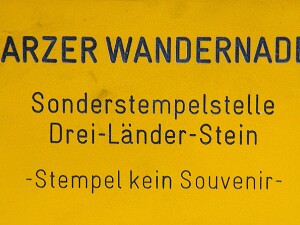 ARZER WANDERNADE
Sonderstempelstelle
Drei-Länder-Stein
-Stempel kein Souvenir-